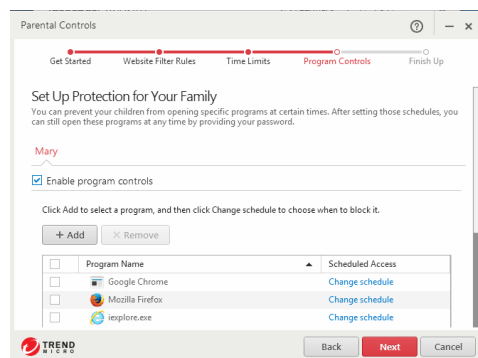 Parental Controls
Get Started Website Filter Rules Time Limits Program Controls Finish Up
Set Up Protection for Your Family
You can prevent your children from opening specific programs at certain times. After setting those schedules, you
can still open these programs at any time by providing your password.
Mary
Enable program controls
Click Add to select a program, and then click Change schedule to choose when to block it.
+ Add × Remove
Program Name Scheduled Access
Google Chrome Change schedule
Mozilla Firefox Change schedule
iexplore.exe Change schedule
TREND
MICRO
Back Next Cancel